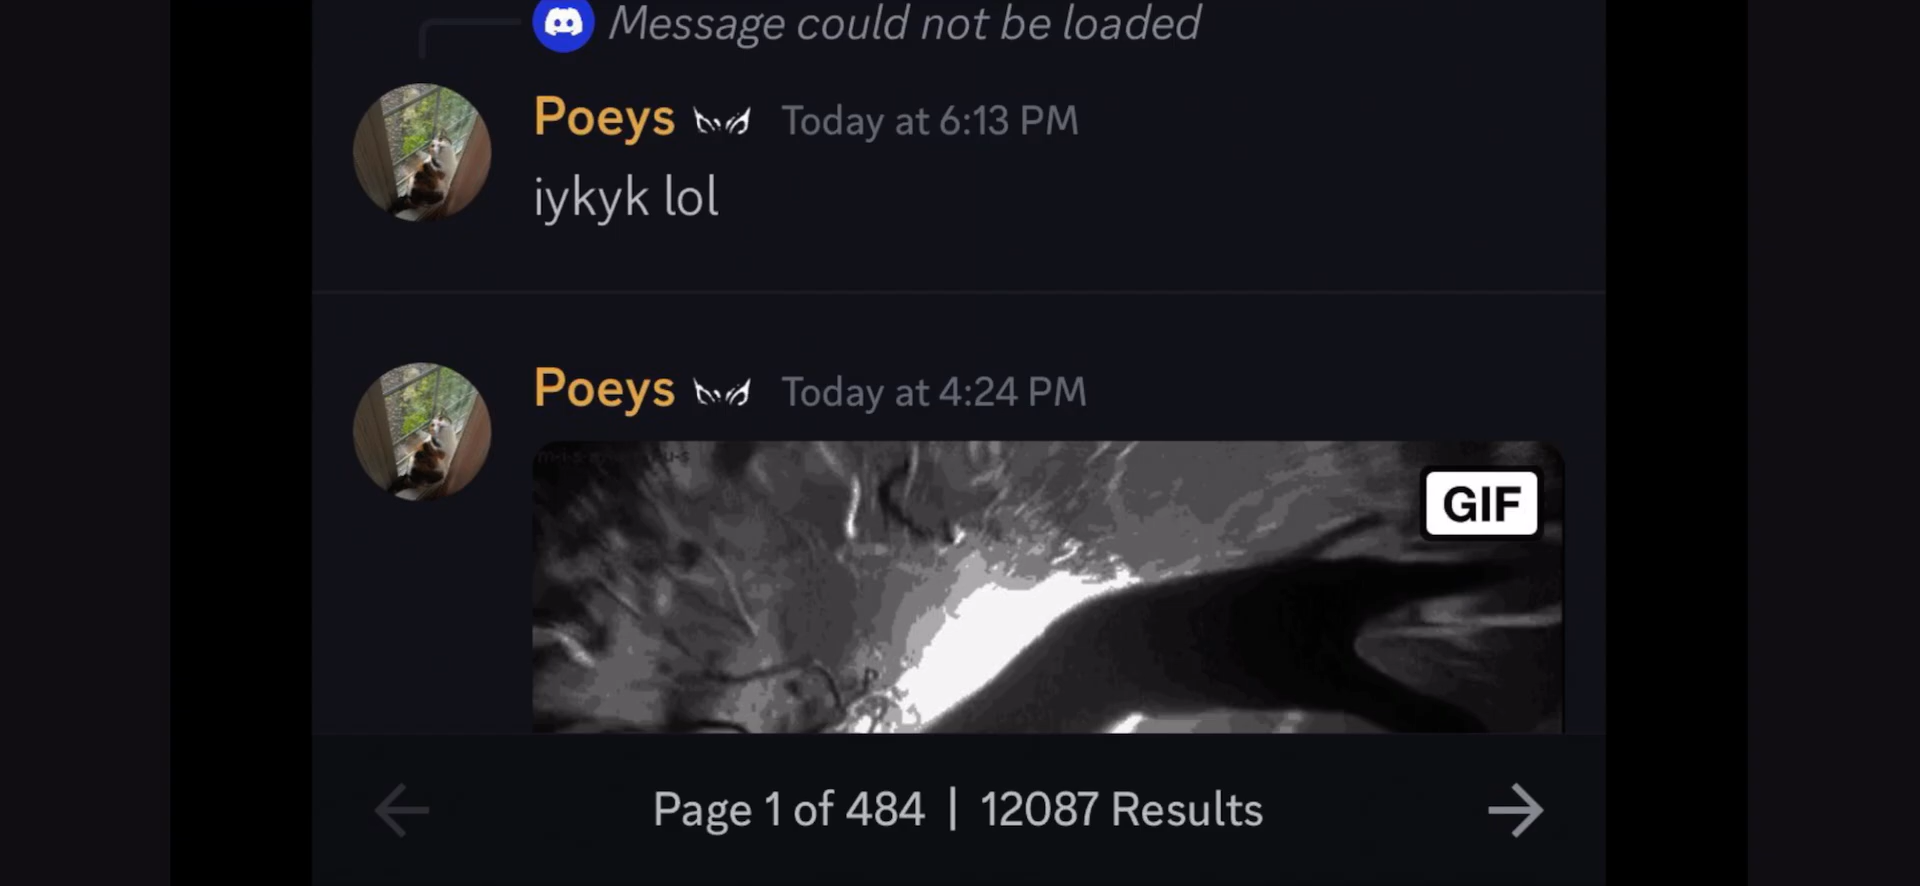 Message could not be loaded
Poeys Today at 6:13 PM
iykyk lol
Poeys Today at 4:24 PM
GIF
Page 1 of 484 | 12087 Results